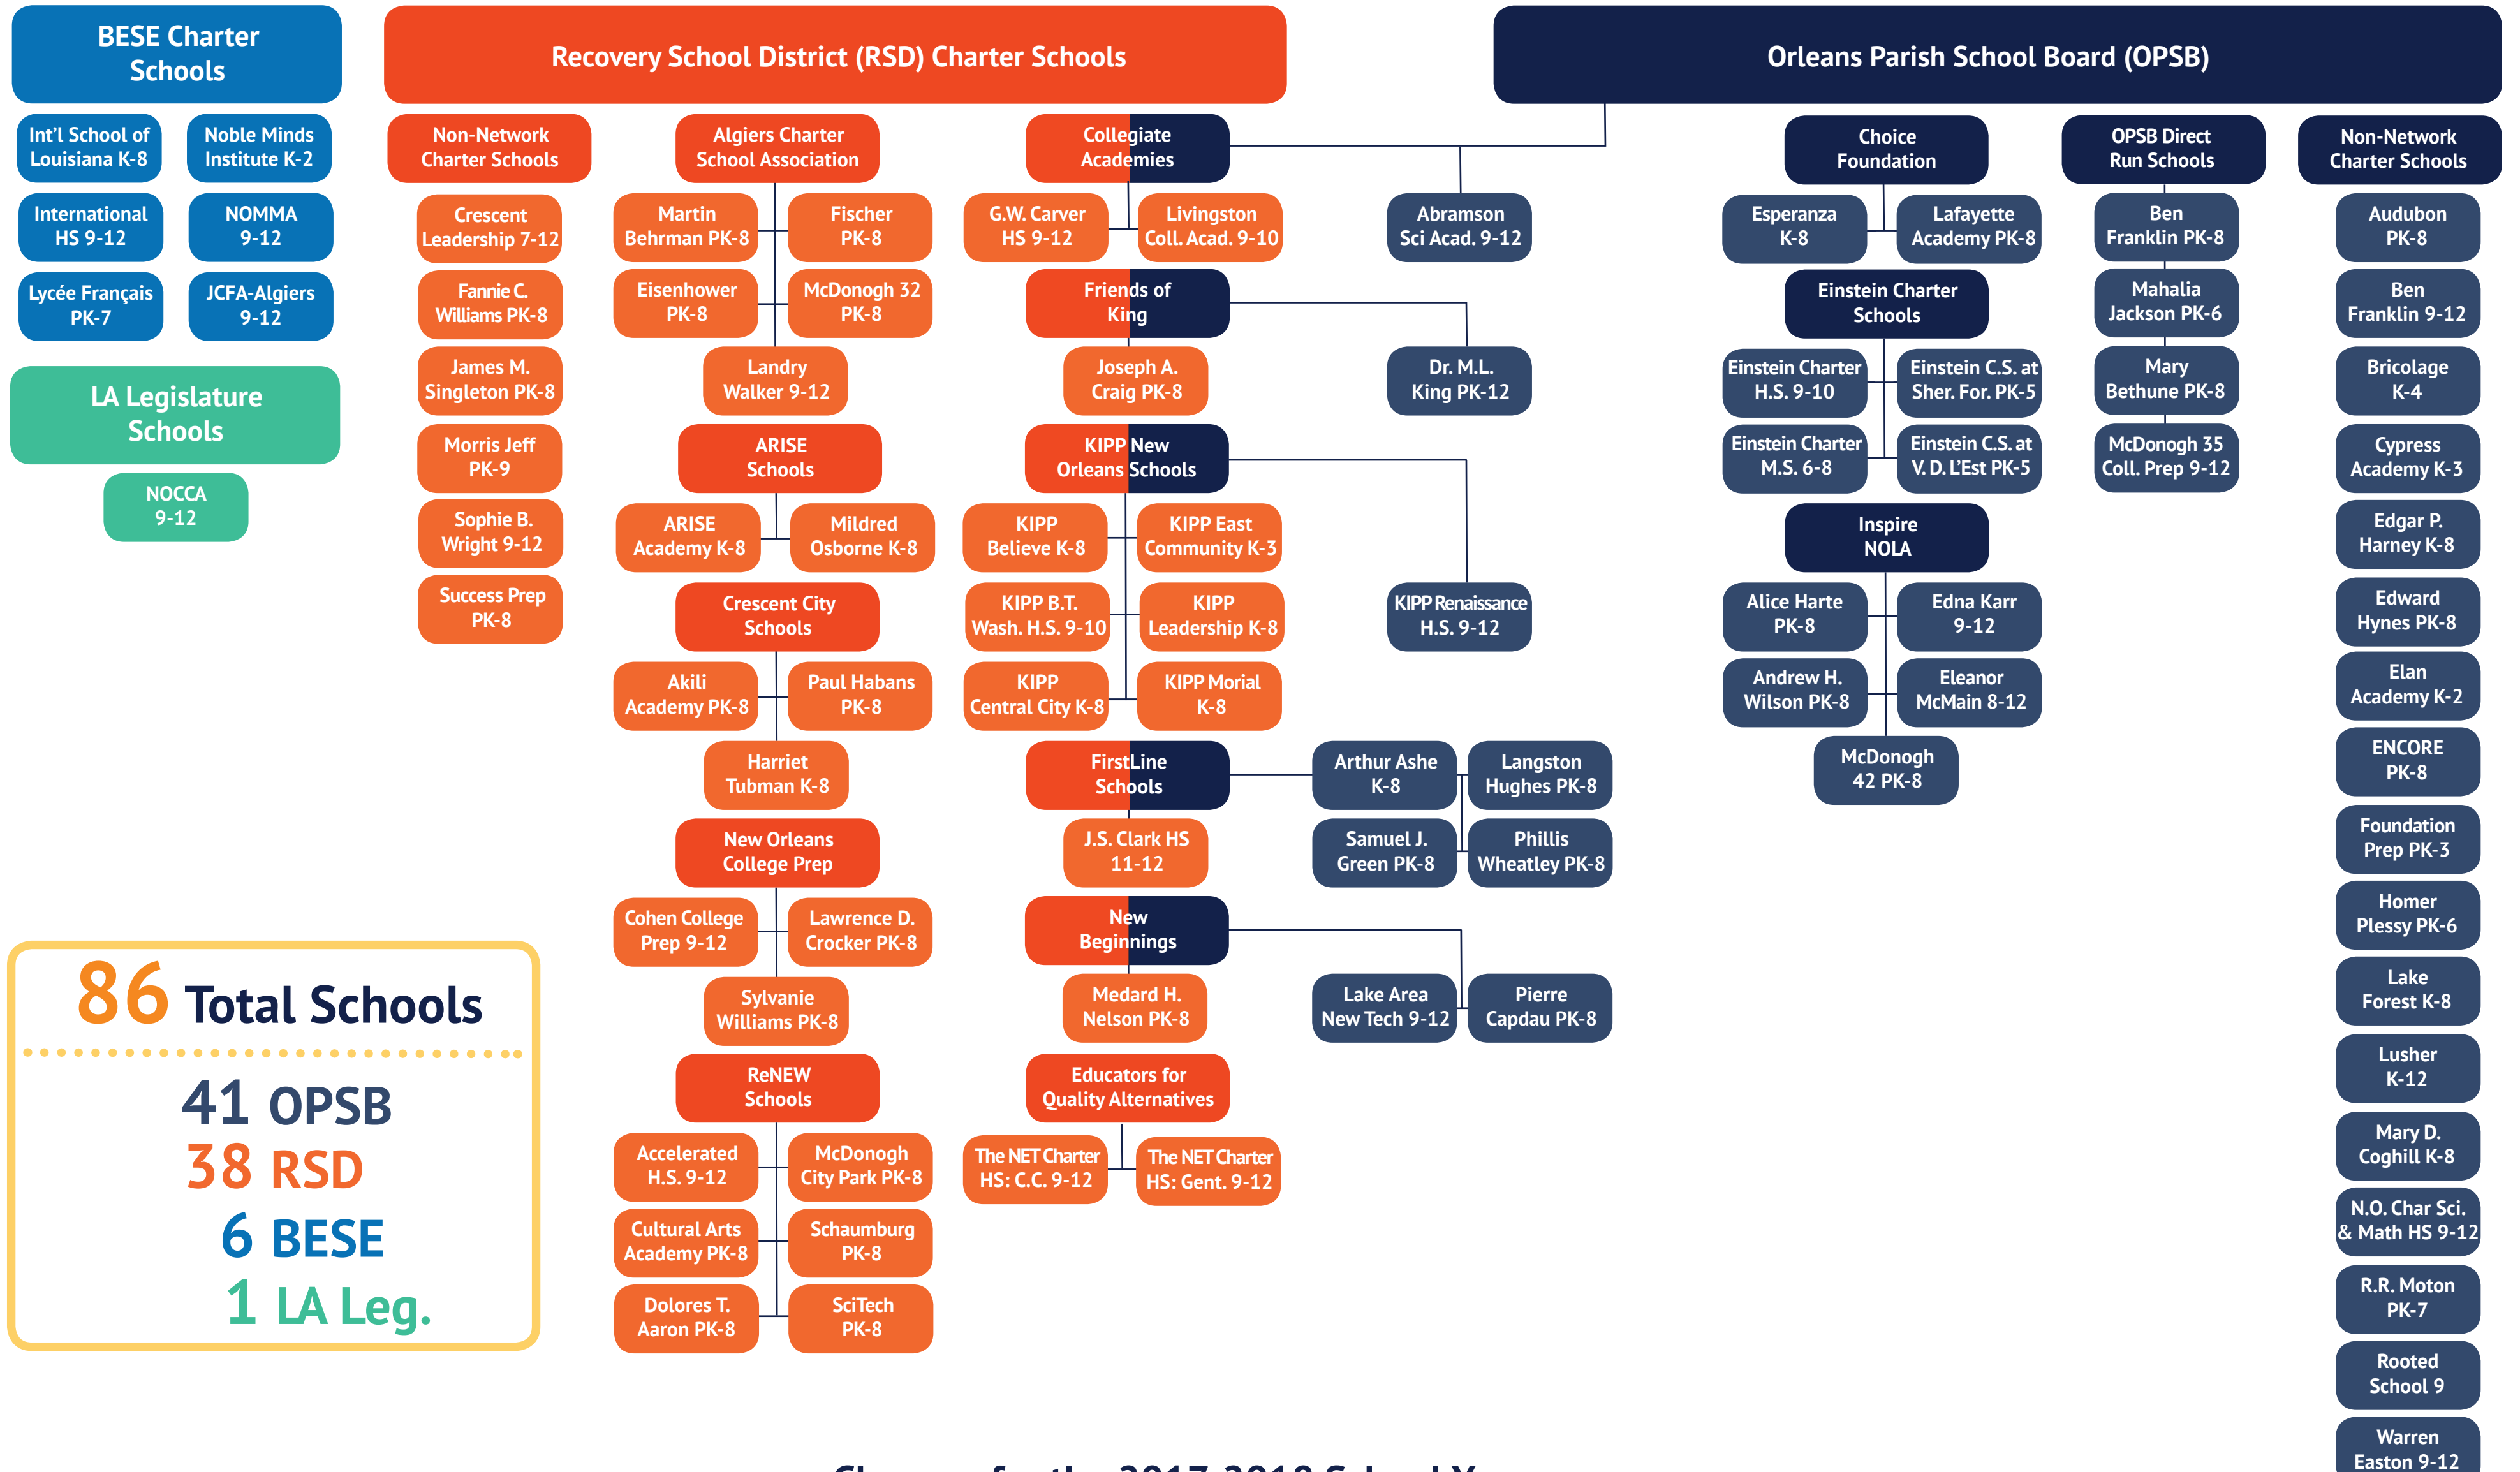 BESE Charter
Schools
Int'l School of
Louisiana K-8
Noble Minds
Institute K-2
International
HS 9-12
NOMMA
9-12
Lycée Français
PK-7
JCFA-Algiers
9-12
LA Legislature
Schools
NOCCA
9-12
Recovery School District (RSD) Charter Schools
Non-Network
Charter Schools
Crescent
Leadership 7-12
Fannie C.
Williams PK-8
James M.
Singleton PK-8
Morris Jeff
PK-9
Sophie B.
Wright 9-12
Success Prep
PK-8
Algiers Charter
School Association
Martin
Behrman PK-8
Fischer
PK-8
Eisenhower
PK-8
McDonogh 32
PK-8
Landry
Walker 9-12
ARISE
Schools
ARISE
Academy K-8
Mildred
Osborne K-8
Crescent City
Schools
Akili
Academy PK-8
Paul Habans
PK-8
Harriet
Tubman K-8
New Orleans
College Prep
Cohen College
Prep 9-12
Lawrence D.
Crocker PK-8
Sylvanie
Williams PK-8
ReNEW
Schools
Accelerated
H.S. 9-12
McDonogh
City Park PK-8
Cultural Arts
Academy PK-8
Schaumburg
PK-8
Dolores T.
Aaron PK-8
SciTech
PK-8
Collegiate
Academies
G.W. Carver
HS 9-12
Livingston
Coll. Acad. 9-10
Abramson
Sci Acad. 9-12
Friends of
King
Joseph A.
Craig PK-8
Dr. M.L.
King PK-12
KIPP New
Orleans Schools
KIPP
Believe K-8
KIPP East
Community K-3
KIPP B.T.
Wash. H.S. 9-10
KIPP
Leadership K-8
KIPP Renaissance
H.S. 9-12
KIPP
Central City K-8
KIPP Morial
K-8
FirstLine
Schools
Arthur Ashe
K-8
Langston
Hughes PK-8
J.S. Clark HS
11-12
Samuel J.
Green PK-8
Phillis
Wheatley PK-8
New
Beginnings
Medard H.
Nelson PK-8
Lake Area
New Tech 9-12
Pierre
Capdau PK-8
Educators for
Quality Alternatives
The NET Charter
HS: C.C. 9-12
The NET Charter
HS: Gent. 9-12
Orleans Parish School Board (OPSB)
Choice
Foundation
Esperanza
K-8
Lafayette
Academy PK-8
Einstein Charter
Schools
Einstein Charter
H.S. 9-10
Einstein C.S. at
Sher. For. PK-5
Einstein Charter
M.S. 6-8
Einstein C.S. at
V. D. L'Est PK-5
Inspire
NOLA
Alice Harte
PK-8
Edna Karr
9-12
Andrew H.
Wilson PK-8
Eleanor
McMain 8-12
McDonogh
42 PK-8
OPSB Direct
Run Schools
Ben
Franklin PK-8
Mahalia
Jackson PK-6
Mary
Bethune PK-8
McDonogh 35
Coll. Prep 9-12
Non-Network
Charter Schools
Audubon
PK-8
Ben
Franklin 9-12
Bricolage
K-4
Cypress
Academy K-3
Edgar P.
Harney K-8
Edward
Hynes PK-8
Elan
Academy K-2
ENCORE
PK-8
Foundation
Prep PK-3
Homer
Plessy PK-6
Lake
Forest K-8
Lusher
K-12
Mary D.
Coghill K-8
N.O. Char Sci.
& Math HS 9-12
R.R. Moton
PK-7
Rooted
School 9
Warren
Easton 9-12
86 Total Schools
41 OPSB
38 RSD
6 BESE
1 LA Leg.
for the 2017-2018 School